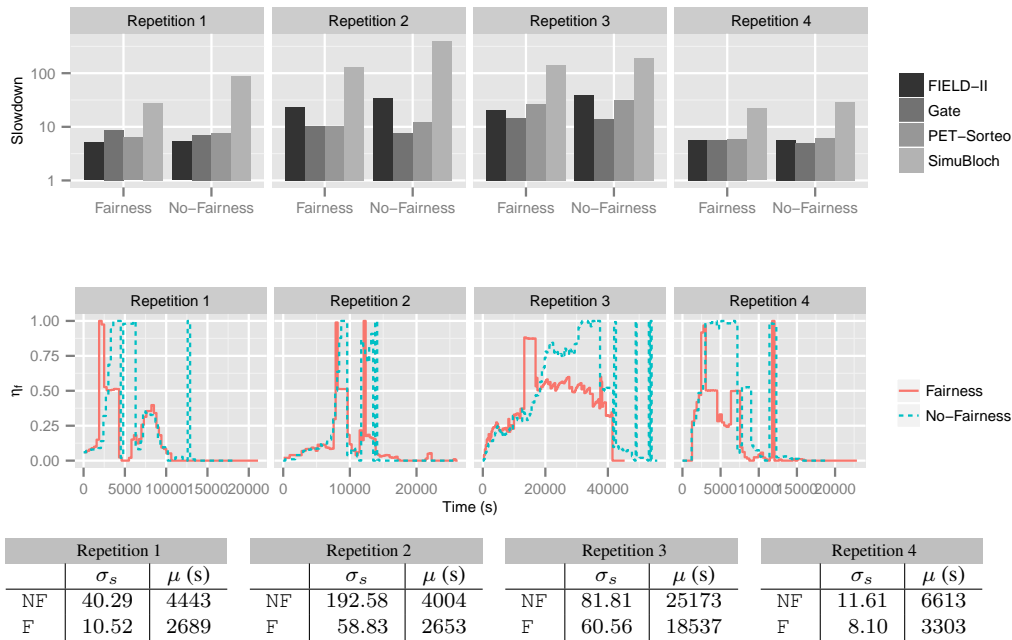 Repetition 1 Repetition 2 Repetition 3 Repetition 4
Slowdown
100
10
1
Fairness No−Fairness Fairness No−Fairness Fairness No−Fairness Fairness No−Fairness
FIELD−II
Gate
PET−Sorteo
SimuBloch
Repetition 1 Repetition 2 Repetition 3 Repetition 4
ηf
1.00
0.75
0.50
0.25
0.00
0 5000 10000 15000 20000 0 10000 20000 0 20000 40000 0 5000 10000 15000 20000
Time (s)
Fairness
No−Fairness
Repetition 1 Repetition 2 Repetition 3 Repetition 4
σs μ (s) σs μ (s) σs μ (s) σs μ (s)
NF 40.29 4443 NF 192.58 4004 NF 81.81 25173 NF 11.61 6613
F 10.52 2689 F 58.83 2653 F 60.56 18537 F 8.10 3303